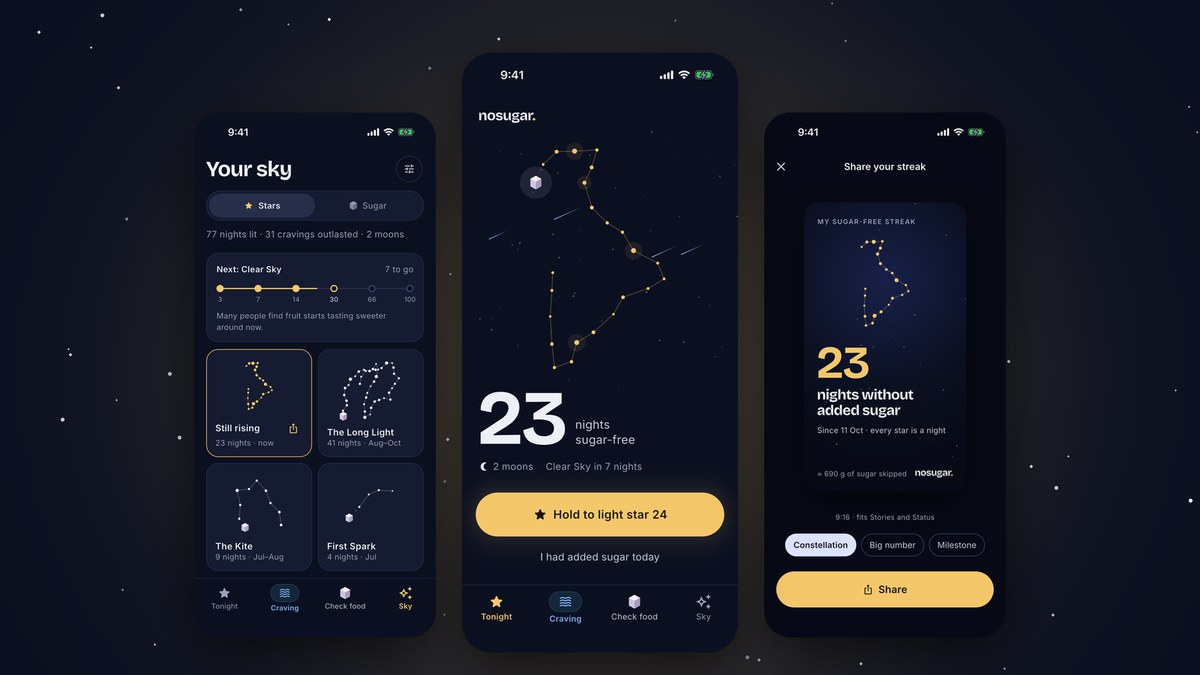 9:41
Your sky
Stars
Sugar
77 nights lit · 31 cravings outlasted · 2 moons
Next: Clear Sky
7 to go
3 7 14 30 66 100
Many people find fruit starts tasting sweeter
around now.
Still rising
23 nights · now
The Long Light
41 nights · Aug–Oct
The Kite
9 nights · Jul–Aug
First Spark
4 nights · Jul
Tonight
Craving
Check food
Sky
9:41
nosugar.
23
nights
sugar-free
2 moons
Clear Sky in 7 nights
Hold to light star 24
I had added sugar today
Tonight
Craving
Check food
Sky
9:41
Share your streak
MY SUGAR-FREE STREAK
23
nights without
added sugar
Since 11 Oct · every star is a night
≈ 690 g of sugar skipped
nosugar.
9:16 · fits Stories and Status
Constellation
Big number
Milestone
Share